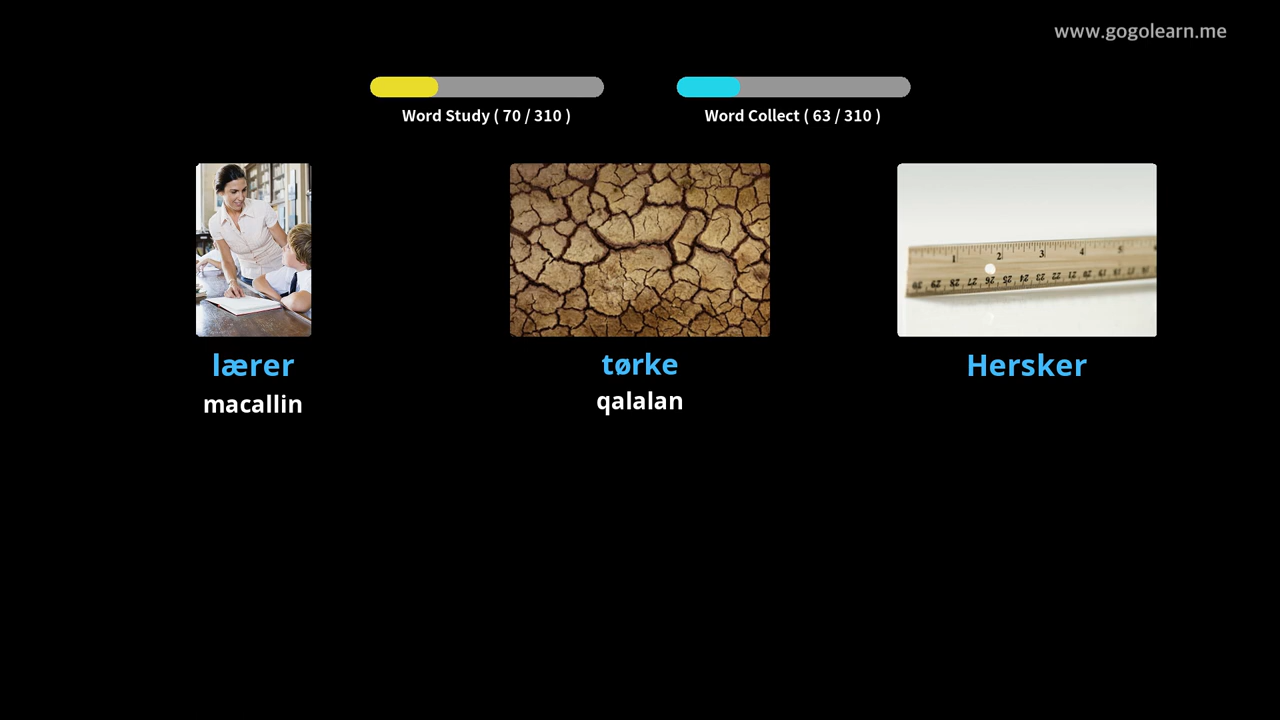 www.gogolearn.me
Word Study ( 70 / 310 )
Word Collect ( 63 / 310 )
lærer
macallin
tørke
qalalan
Hersker